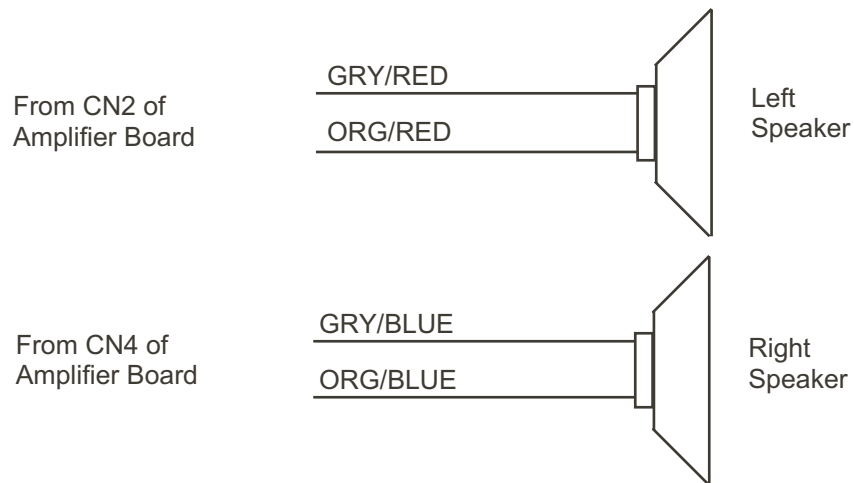 From CN2 of
Amplifier Board
GRY/RED
ORG/RED
Left
Speaker
From CN4 of
Amplifier Board
GRY/BLUE
ORG/BLUE
Right
Speaker